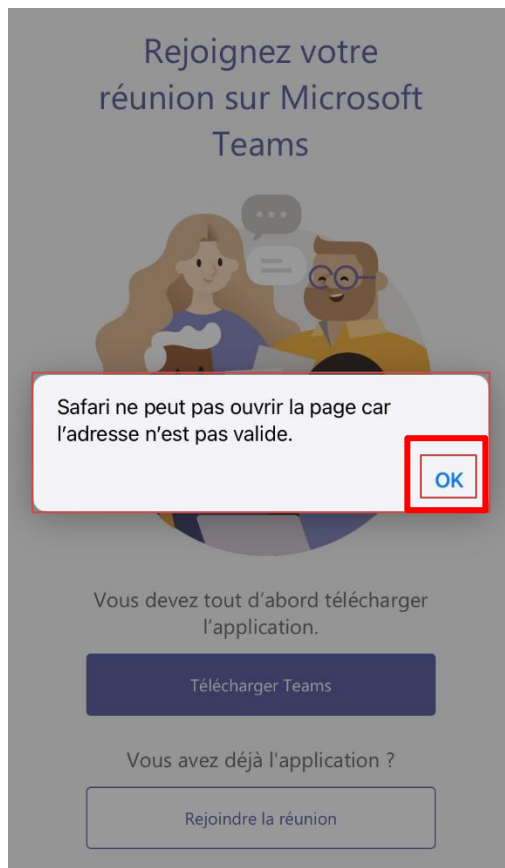 Rejoignez votre
réunion sur Microsoft
Teams
Safari ne peut pas ouvrir la page car
l'adresse n'est pas valide.
OK
Vous devez tout d'abord télécharger
l'application.
Télécharger Teams
Vous avez déjà l'application ?
Rejoindre la réunion